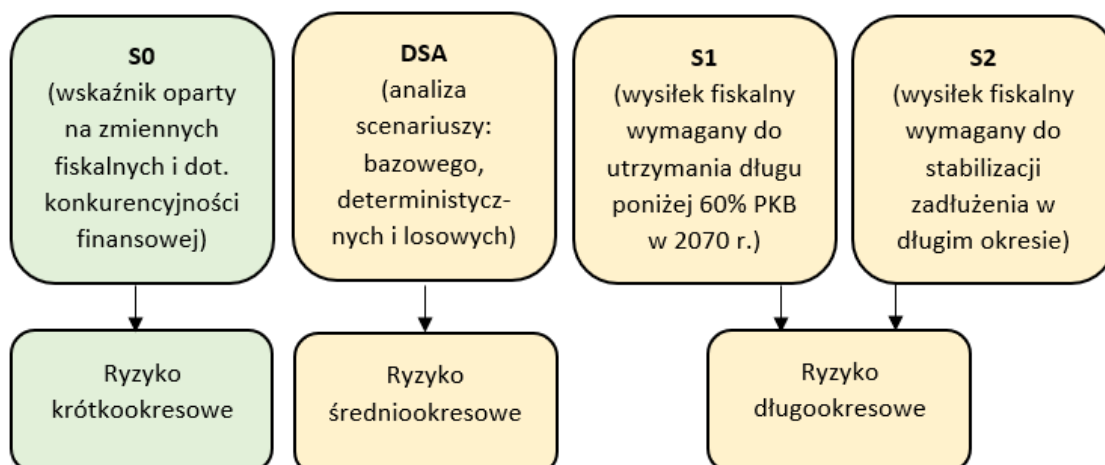 S0
(wskaźnik oparty
na zmiennych
fiskalnych i dot.
konkurencyjności
finansowej)
DSA
(analiza
scenariuszy:
bazowego,
deterministycz-
nych i losowych)
S1
(wysiłek fiskalny
wymagany do
utrzymania długu
poniżej 60% PKB
w 2070 r.)
S2
(wysiłek fiskalny
wymagany do
stabilizacji
zadłużenia w
długim okresie)
Ryzyko
krótkookresowe
Ryzyko
średniookresowe
Ryzyko
długookresowe